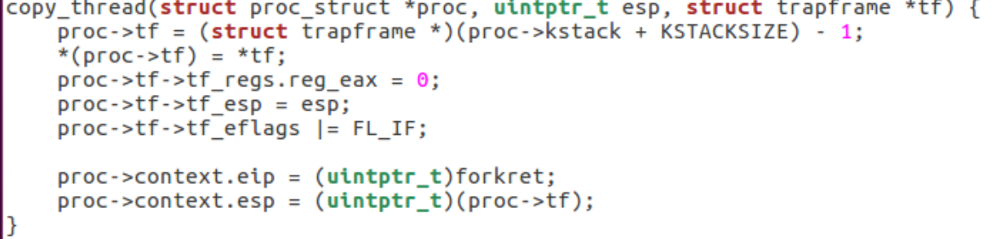 copy_thread(struct proc_struct *proc, uintptr_t esp, struct trapframe *tf) {
    proc->tf = (struct trapframe *)(proc->kstack + KSTACKSIZE) - 1;
    *(proc->tf) = *tf;
    proc->tf->tf_regs.reg_eax = 0;
    proc->tf->tf_esp = esp;
    proc->tf->tf_eflags |= FL_IF;

    proc->context.eip = (uintptr_t)forkret;
    proc->context.esp = (uintptr_t)(proc->tf);
}